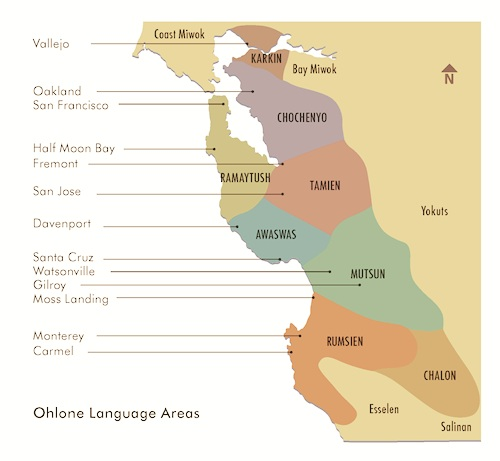 Coast Miwok
Vallejo
KARKIN
Bay Miwok
N
Oakland
San Francisco
CHOCHENYO
Half Moon Bay
Fremont
RAMAYTUSH
TAMIEN
San Jose
Yokuts
Davenport
AWASWAS
Santa Cruz
Watsonville
MUTSUN
Gilroy
Moss Landing
Monterey
RUMSIEN
Carmel
CHALON
Esselen
Ohlone Language Areas
Salinan